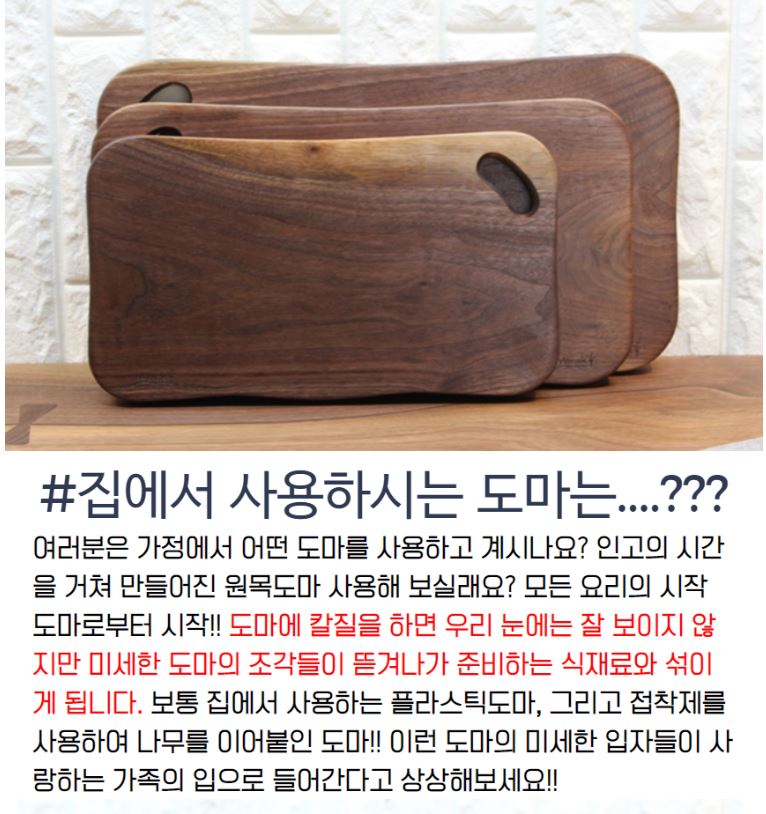 #집에서 사용하시는 도마는....???
여러분은 가정에서 어떤 도마를 사용하고 계시나요? 인고의 시간
을 거쳐 만들어진 원목도마 사용해 보실래요? 모든 요리의 시작
도마로부터 시작!! 도마에 칼질을 하면 우리 눈에는 잘 보이지 않
지만 미세한 도마의 조각들이 뜯겨나가 준비하는 식재료와 섞이
게 됩니다. 보통 집에서 사용하는 플라스틱도마, 그리고 접착제를
사용하여 나무를 이어붙인 도마!! 이런 도마의 미세한 입자들이 사
랑하는 가족의 입으로 들어간다고 상상해보세요!!